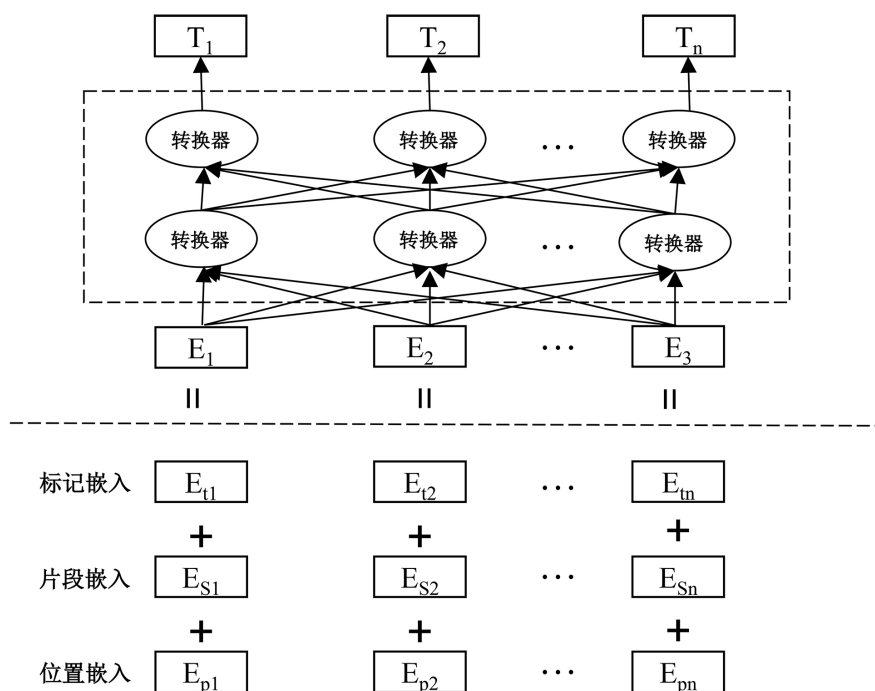 T1 T2 Tn
转换器 转换器 … 转换器
转换器 转换器 … 转换器
E1 E2 … E3
= = =
标记嵌入 Et1 Et2 … Etn
+ + +
片段嵌入 ES1 ES2 … ESn
+ + +
位置嵌入 Ep1 Ep2 … Epn